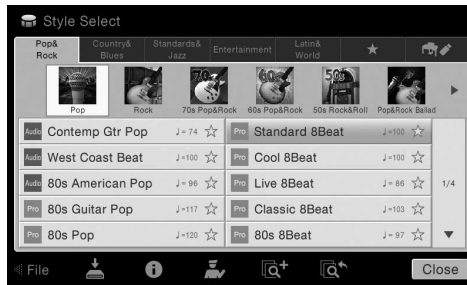 Style Select
Pop& Rock
Country& Blues
Standards& Jazz
Entertainment
Latin& World
Pop
Rock
70s Pop&Rock
60s Pop&Rock
50s Rock&Roll
Pop&Rock Ballad
Audio Contemp Gtr Pop ♩= 74
Pro Standard 8Beat ♩=100
Audio West Coast Beat ♩=100
Pro Cool 8Beat ♩=100
Audio 80s American Pop ♩= 96
Pro Live 8Beat ♩= 86
1/4
Pro 80s Guitar Pop ♩=117
Pro Classic 8Beat ♩=103
Pro 80s Pop ♩=120
Pro 80s 8Beat ♩= 97
File
Close